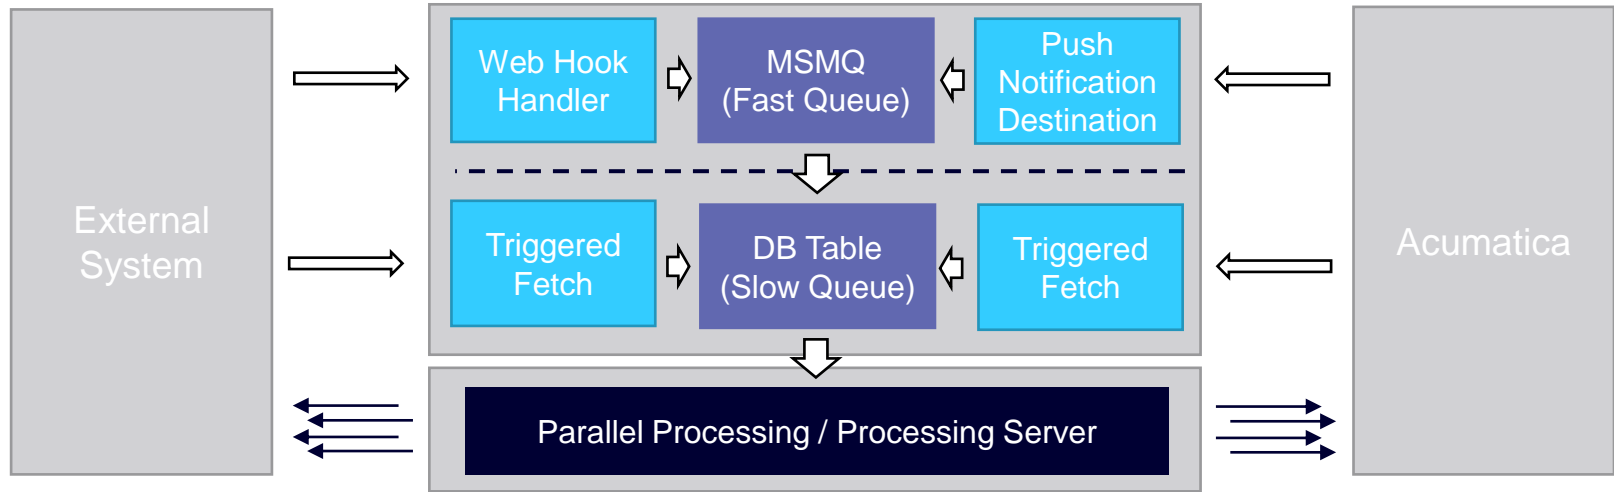 External
System
Web Hook
Handler
MSMQ
(Fast Queue)
Push
Notification
Destination
Triggered
Fetch
DB Table
(Slow Queue)
Triggered
Fetch
Acumatica
Parallel Processing / Processing Server